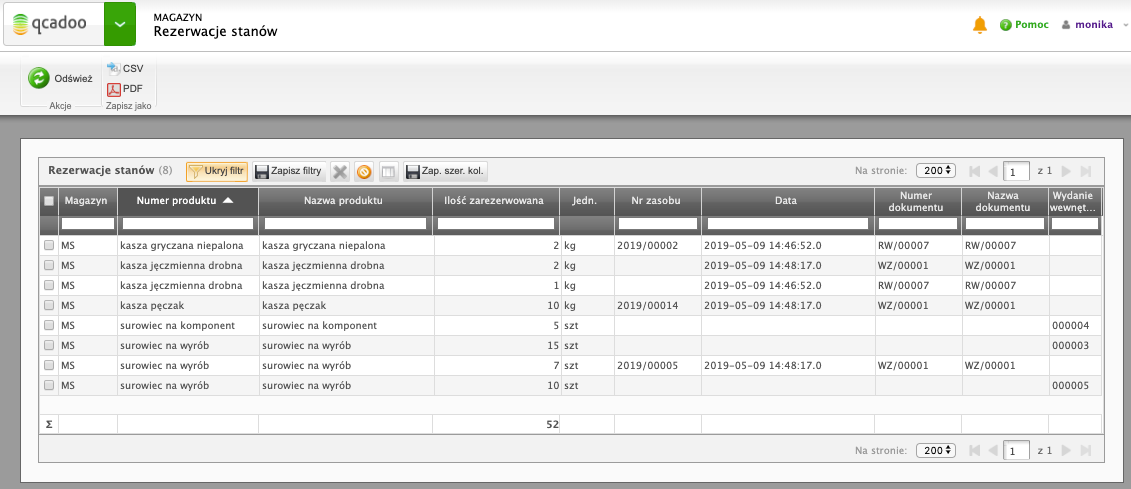 qcadoo
MAGAZYN
Rezerwacje stanów
Pomoc
monika
Odśwież
CSV
PDF
Akcje
Zapisz jako
Rezerwacje stanów (8) Ukryj filtr Zapisz filtry Zap. szer. kol. Na stronie: 200 1 z 1
Magazyn Numer produktu Nazwa produktu Ilość zarezerwowana Jedn. Nr zasobu Data Numer dokumentu Nazwa dokumentu Wydanie wewnęt...
MS kasza gryczana niepalona kasza gryczana niepalona 2 kg 2019/00002 2019-05-09 14:46:52.0 RW/00007 RW/00007
MS kasza jęczmienna drobna kasza jęczmienna drobna 2 kg 2019-05-09 14:48:17.0 WZ/00001 WZ/00001
MS kasza jęczmienna drobna kasza jęczmienna drobna 1 kg 2019-05-09 14:46:52.0 RW/00007 RW/00007
MS kasza pęczak kasza pęczak 10 kg 2019/00014 2019-05-09 14:48:17.0 WZ/00001 WZ/00001
MS surowiec na komponent surowiec na komponent 5 szt 000004
MS surowiec na wyrób surowiec na wyrób 15 szt 000003
MS surowiec na wyrób surowiec na wyrób 7 szt 2019/00005 2019-05-09 14:48:17.0 WZ/00001 WZ/00001
MS surowiec na wyrób surowiec na wyrób 10 szt 000005
Σ 52
Na stronie: 200 1 z 1